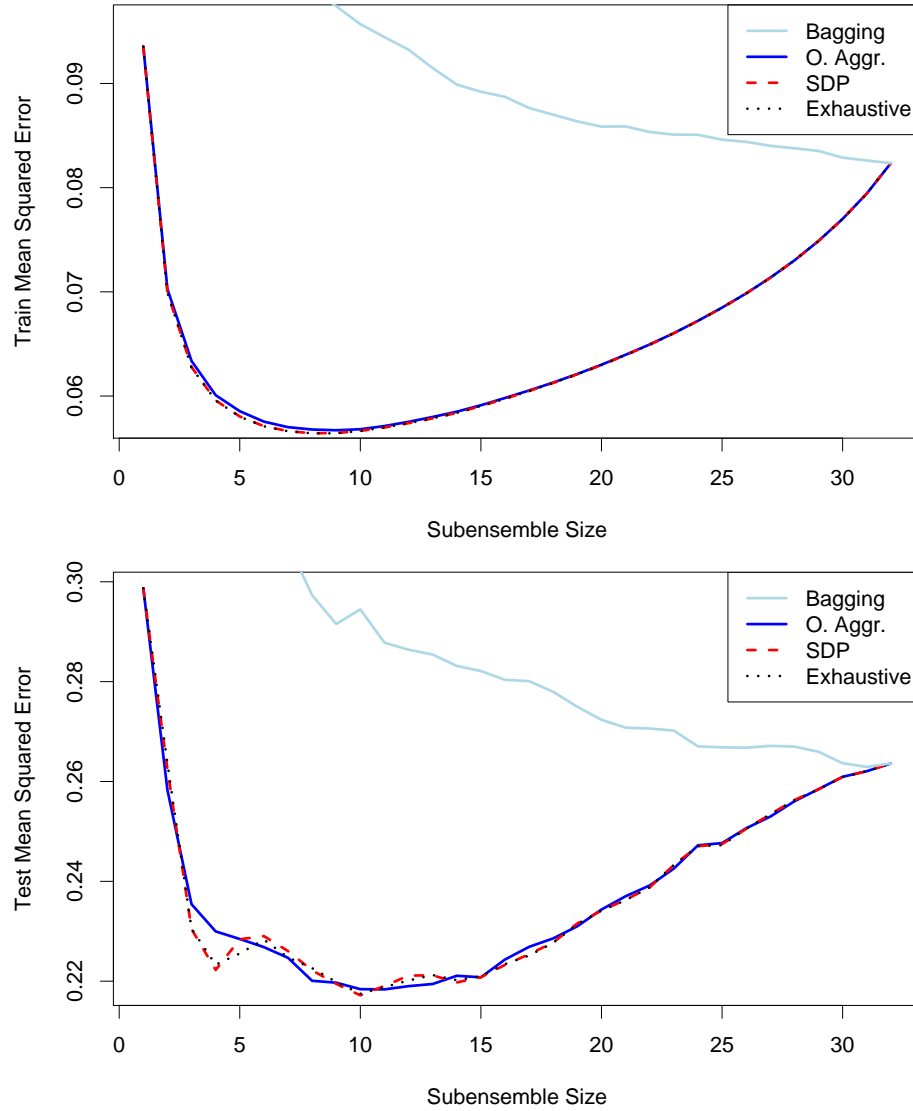 Train Mean Squared Error
0.09
0.08
0.07
0.06
Bagging
O. Aggr.
SDP
Exhaustive
0 5 10 15 20 25 30
Subensemble Size
Test Mean Squared Error
0.30
0.28
0.26
0.24
0.22
Bagging
O. Aggr.
SDP
Exhaustive
0 5 10 15 20 25 30
Subensemble Size